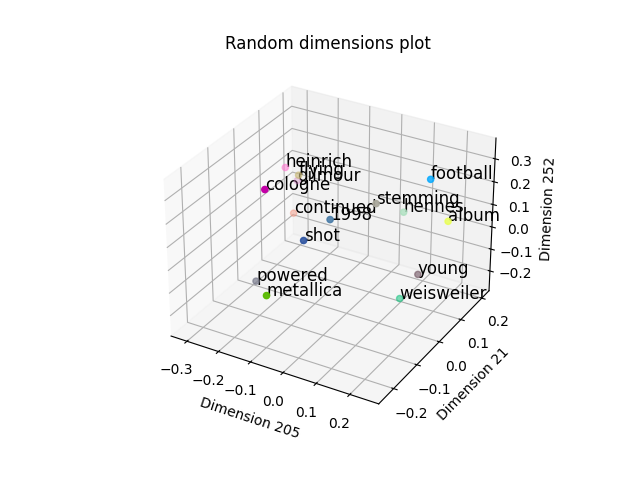 Random dimensions plot
heinrich
flying
humour
cologne
football
stemming
hennes
album
continued
1998
shot
young
powered
metallica
weisweiler
0.3
0.2
0.1
0.0
−0.1
−0.2
Dimension 252
0.2
0.1
0.0
−0.1
−0.2
Dimension 21
−0.3
−0.2
−0.1
0.0
0.1
0.2
Dimension 205